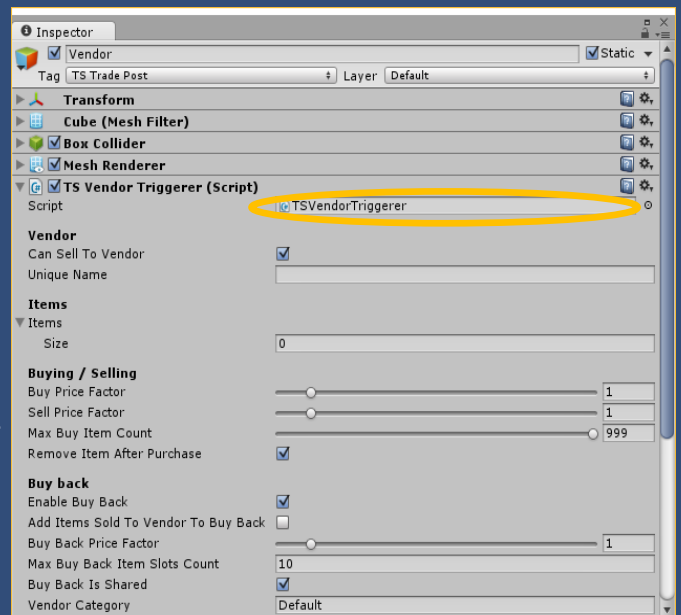 Inspector
Vendor Static
Tag TS Trade Post Layer Default
Transform
Cube (Mesh Filter)
Box Collider
Mesh Renderer
TS Vendor Triggerer (Script)
Script TSVendorTriggerer
Vendor
Can Sell To Vendor
Unique Name
Items
Items
Size 0
Buying / Selling
Buy Price Factor 1
Sell Price Factor 1
Max Buy Item Count 999
Remove Item After Purchase
Buy back
Enable Buy Back
Add Items Sold To Vendor To Buy Back
Buy Back Price Factor 1
Max Buy Back Item Slots Count 10
Buy Back Is Shared
Vendor Category Default